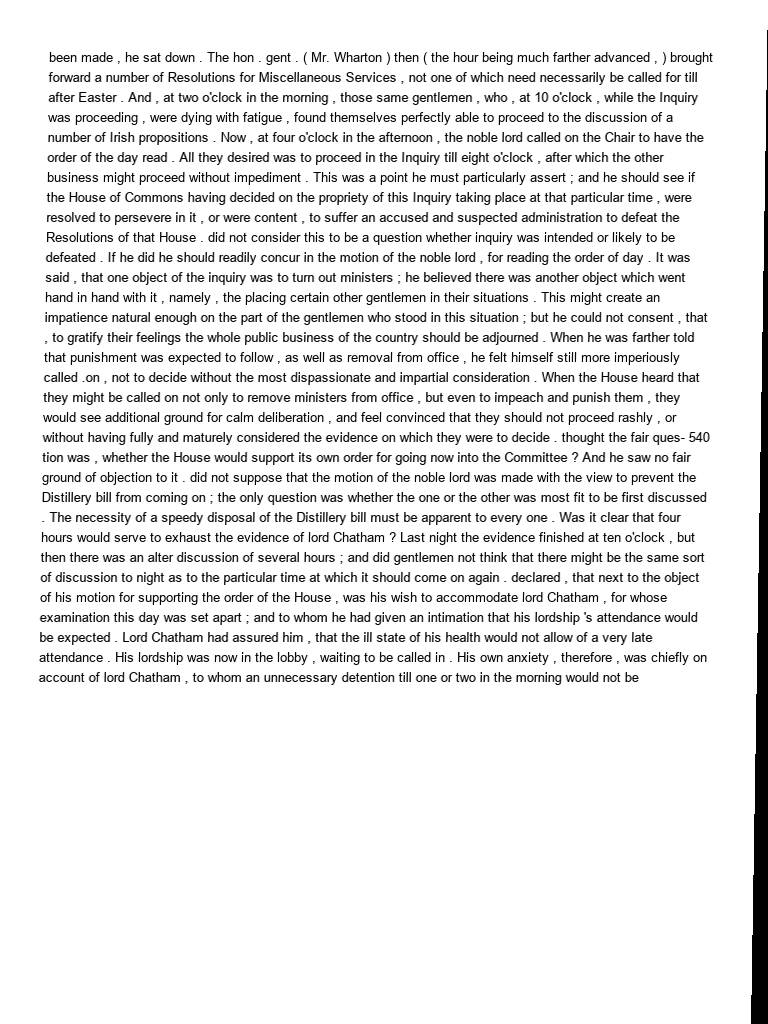 been made , he sat down . The hon . gent . ( Mr. Wharton ) then ( the hour being much farther advanced , ) brought
forward a number of Resolutions for Miscellaneous Services , not one of which need necessarily be called for till
after Easter . And , at two o'clock in the morning , those same gentlemen , who , at 10 o'clock , while the Inquiry
was proceeding , were dying with fatigue , found themselves perfectly able to proceed to the discussion of a
number of Irish propositions . Now , at four o'clock in the afternoon , the noble lord called on the Chair to have the
order of the day read . All they desired was to proceed in the Inquiry till eight o'clock , after which the other
business might proceed without impediment . This was a point he must particularly assert ; and he should see if
the House of Commons having decided on the propriety of this Inquiry taking place at that particular time , were
resolved to persevere in it , or were content , to suffer an accused and suspected administration to defeat the
Resolutions of that House . did not consider this to be a question whether inquiry was intended or likely to be
defeated . If he did he should readily concur in the motion of the noble lord , for reading the order of day . It was
said , that one object of the inquiry was to turn out ministers ; he believed there was another object which went
hand in hand with it , namely , the placing certain other gentlemen in their situations . This might create an
impatience natural enough on the part of the gentlemen who stood in this situation ; but he could not consent , that
, to gratify their feelings the whole public business of the country should be adjourned . When he was farther told
that punishment was expected to follow , as well as removal from office , he felt himself still more imperiously
called .on , not to decide without the most dispassionate and impartial consideration . When the House heard that
they might be called on not only to remove ministers from office , but even to impeach and punish them , they
would see additional ground for calm deliberation , and feel convinced that they should not proceed rashly , or
without having fully and maturely considered the evidence on which they were to decide . thought the fair ques- 540
tion was , whether the House would support its own order for going now into the Committee ? And he saw no fair
ground of objection to it . did not suppose that the motion of the noble lord was made with the view to prevent the
Distillery bill from coming on ; the only question was whether the one or the other was most fit to be first discussed
. The necessity of a speedy disposal of the Distillery bill must be apparent to every one . Was it clear that four
hours would serve to exhaust the evidence of lord Chatham ? Last night the evidence finished at ten o'clock , but
then there was an alter discussion of several hours ; and did gentlemen not think that there might be the same sort
of discussion to night as to the particular time at which it should come on again . declared , that next to the object
of his motion for supporting the order of the House , was his wish to accommodate lord Chatham , for whose
examination this day was set apart ; and to whom he had given an intimation that his lordship 's attendance would
be expected . Lord Chatham had assured him , that the ill state of his health would not allow of a very late
attendance . His lordship was now in the lobby , waiting to be called in . His own anxiety , therefore , was chiefly on
account of lord Chatham , to whom an unnecessary detention till one or two in the morning would not be